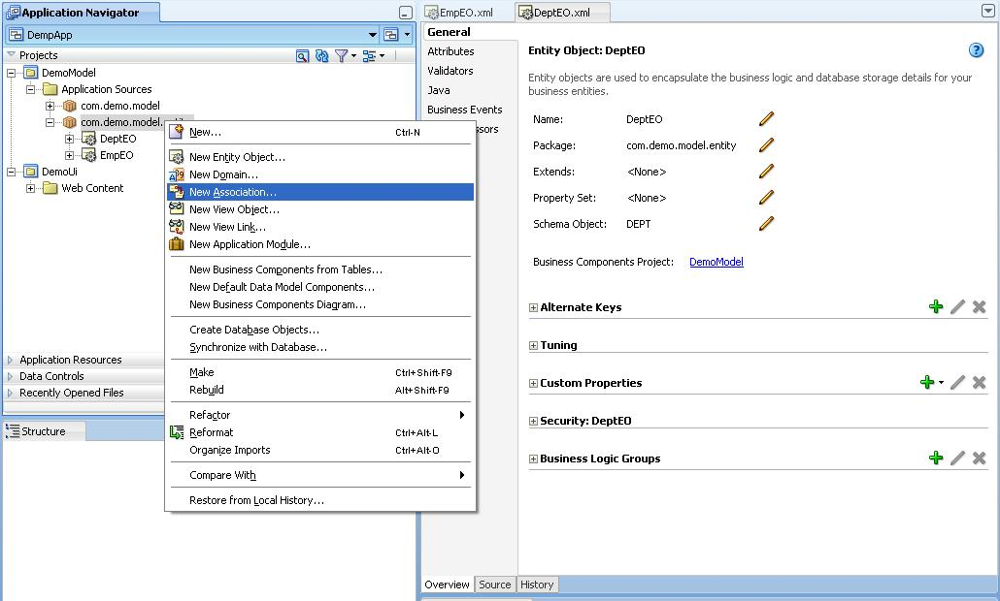 Application Navigator
DempApp
Projects
DemoModel
Application Sources
com.demo.model
com.demo.model.
DeptEO
EmpEO
DemoUi
Web Content
Application Resources
Data Controls
Recently Opened Files
Structure
New... Ctrl-N
New Entity Object...
New Domain...
New Association...
New View Object...
New View Link...
New Application Module...
New Business Components from Tables...
New Default Data Model Components...
New Business Components Diagram...
Create Database Objects...
Synchronize with Database...
Make Ctrl+Shift-F9
Rebuild Alt+Shift-F9
Refactor
Reformat Ctrl+Alt-L
Organize Imports Ctrl+Alt-O
Compare With
Restore from Local History...
EmpEO.xml
DeptEO.xml
General
Attributes
Validators
Java
Business Events
ssors
Entity Object: DeptEO
Entity objects are used to encapsulate the business logic and database storage details for your
business entities.
Name: DeptEO
Package: com.demo.model.entity
Extends: <None>
Property Set: <None>
Schema Object: DEPT
Business Components Project: DemoModel
Alternate Keys
Tuning
Custom Properties
Security: DeptEO
Business Logic Groups
Overview Source History